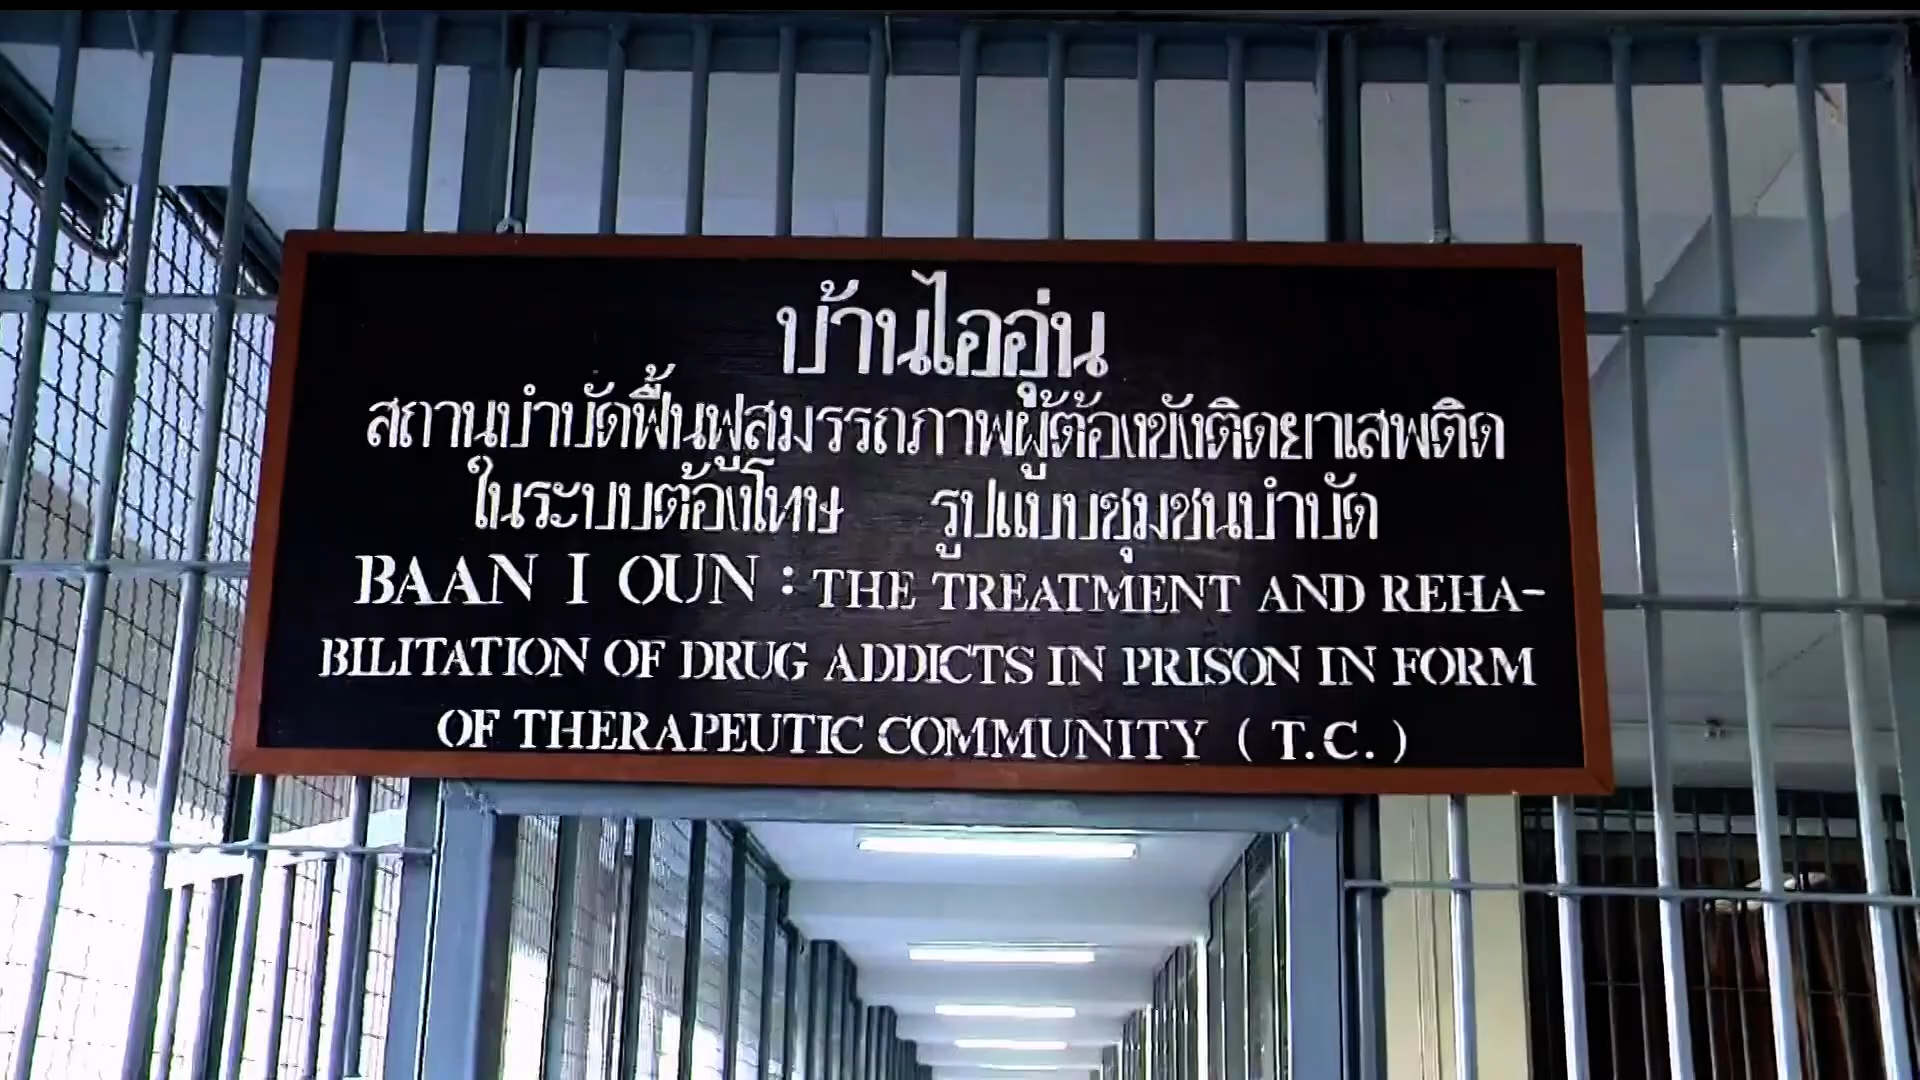 บ้านไออุ่น
สถานบำบัดฟื้นฟูสมรรถภาพผู้ต้องขังติดยาเสพติด
ในระบบต้องโทษ รูปแบบชุมชนบำบัด
BAAN I OUN : THE TREATMENT AND REHA-
BILITATION OF DRUG ADDICTS IN PRISON IN FORM
OF THERAPEUTIC COMMUNITY ( T.C. )